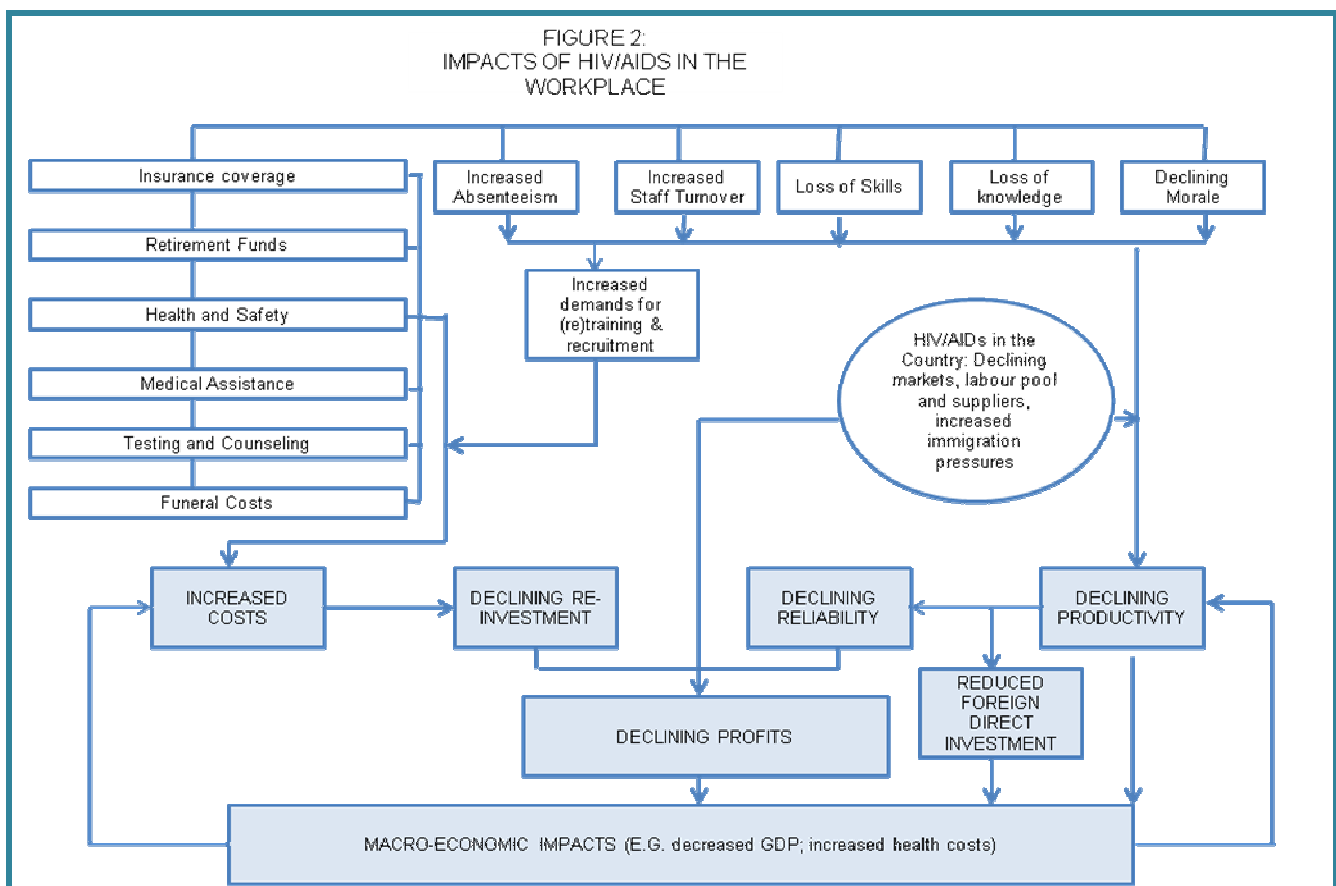 FIGURE 2:
IMPACTS OF HIV/AIDS IN THE
WORKPLACE
Insurance coverage
Retirement Funds
Health and Safety
Medical Assistance
Testing and Counseling
Funeral Costs
Increased
Absenteeism
Increased
Staff Turnover
Loss of Skills
Loss of
knowledge
Declining
Morale
Increased
demands for
(re)training &
recruitment
HIV/AIDs in the
Country: Declining
markets, labour pool
and suppliers,
increased
immigration
pressures
INCREASED
COSTS
DECLINING RE-
INVESTMENT
DECLINING
RELIABILITY
DECLINING
PRODUCTIVITY
REDUCED
FOREIGN
DIRECT
INVESTMENT
DECLINING PROFITS
MACRO-ECONOMIC IMPACTS (E.G. decreased GDP; increased health costs)